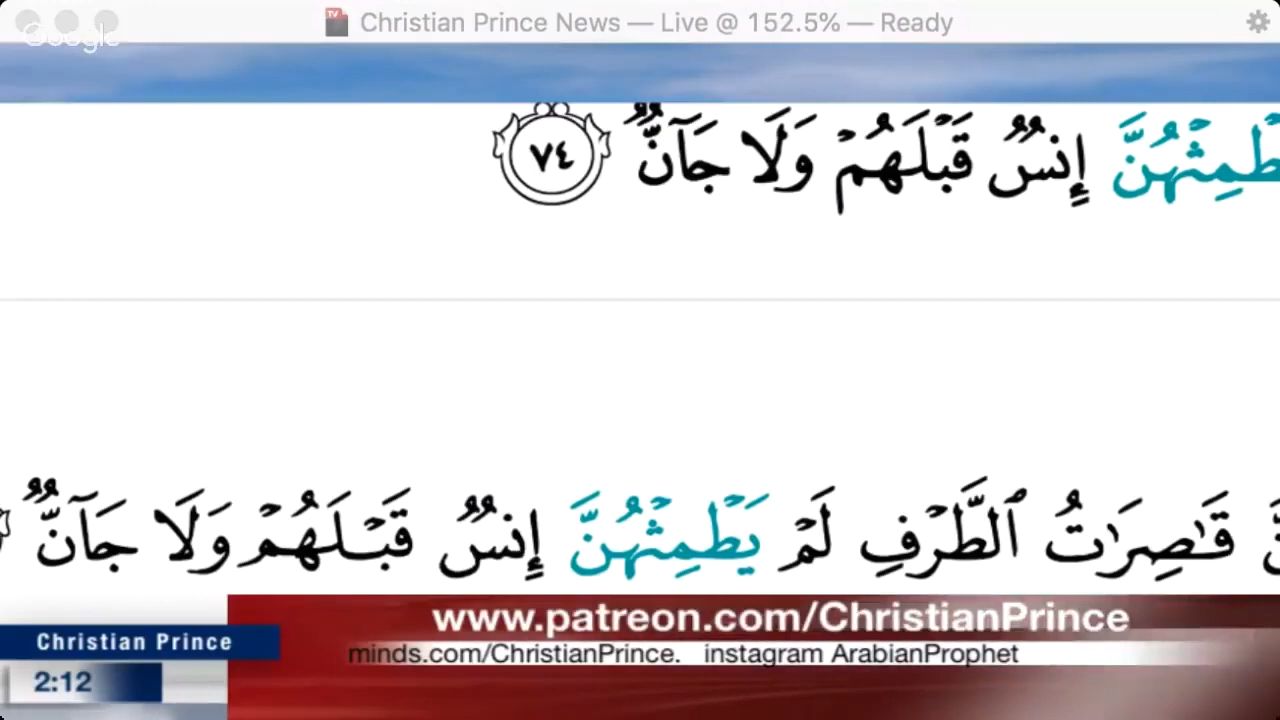 Christian Prince News — Live @ 152.5% — Ready
Google
إِنسٌ قَبْلَهُمْ وَلَا جَآنٌّ ٧٤
قَٰصِرَٰتُ ٱلطَّرْفِ لَمْ يَطْمِثْهُنَّ إِنسٌ قَبْلَهُمْ وَلَا جَآنٌّ
www.patreon.com/ChristianPrince
Christian Prince
minds.com/ChristianPrince. instagram ArabianProphet
2:12